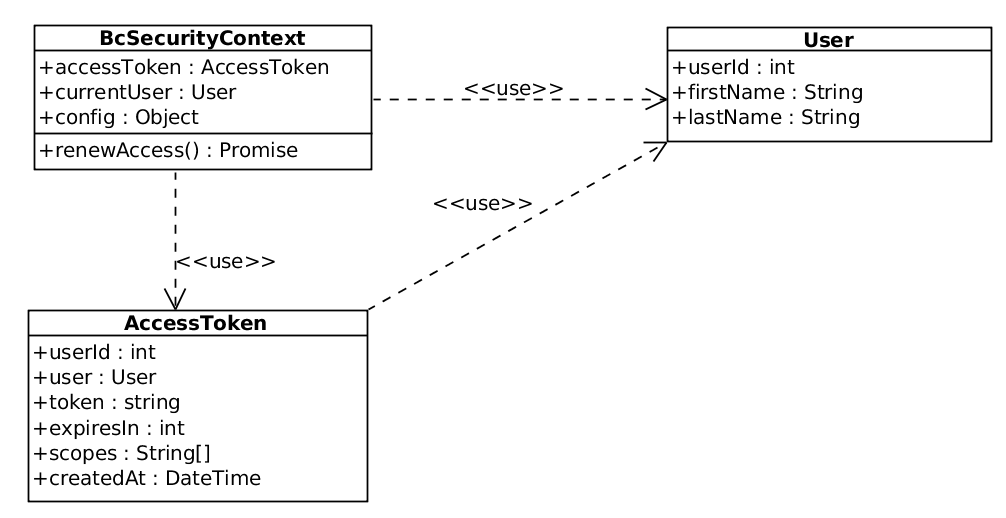 BcSecurityContext
+accessToken : AccessToken
+currentUser : User
+config : Object
+renewAccess() : Promise
<<use>>
User
+userId : int
+firstName : String
+lastName : String
<<use>>
<<use>>
AccessToken
+userId : int
+user : User
+token : string
+expiresIn : int
+scopes : String[]
+createdAt : DateTime